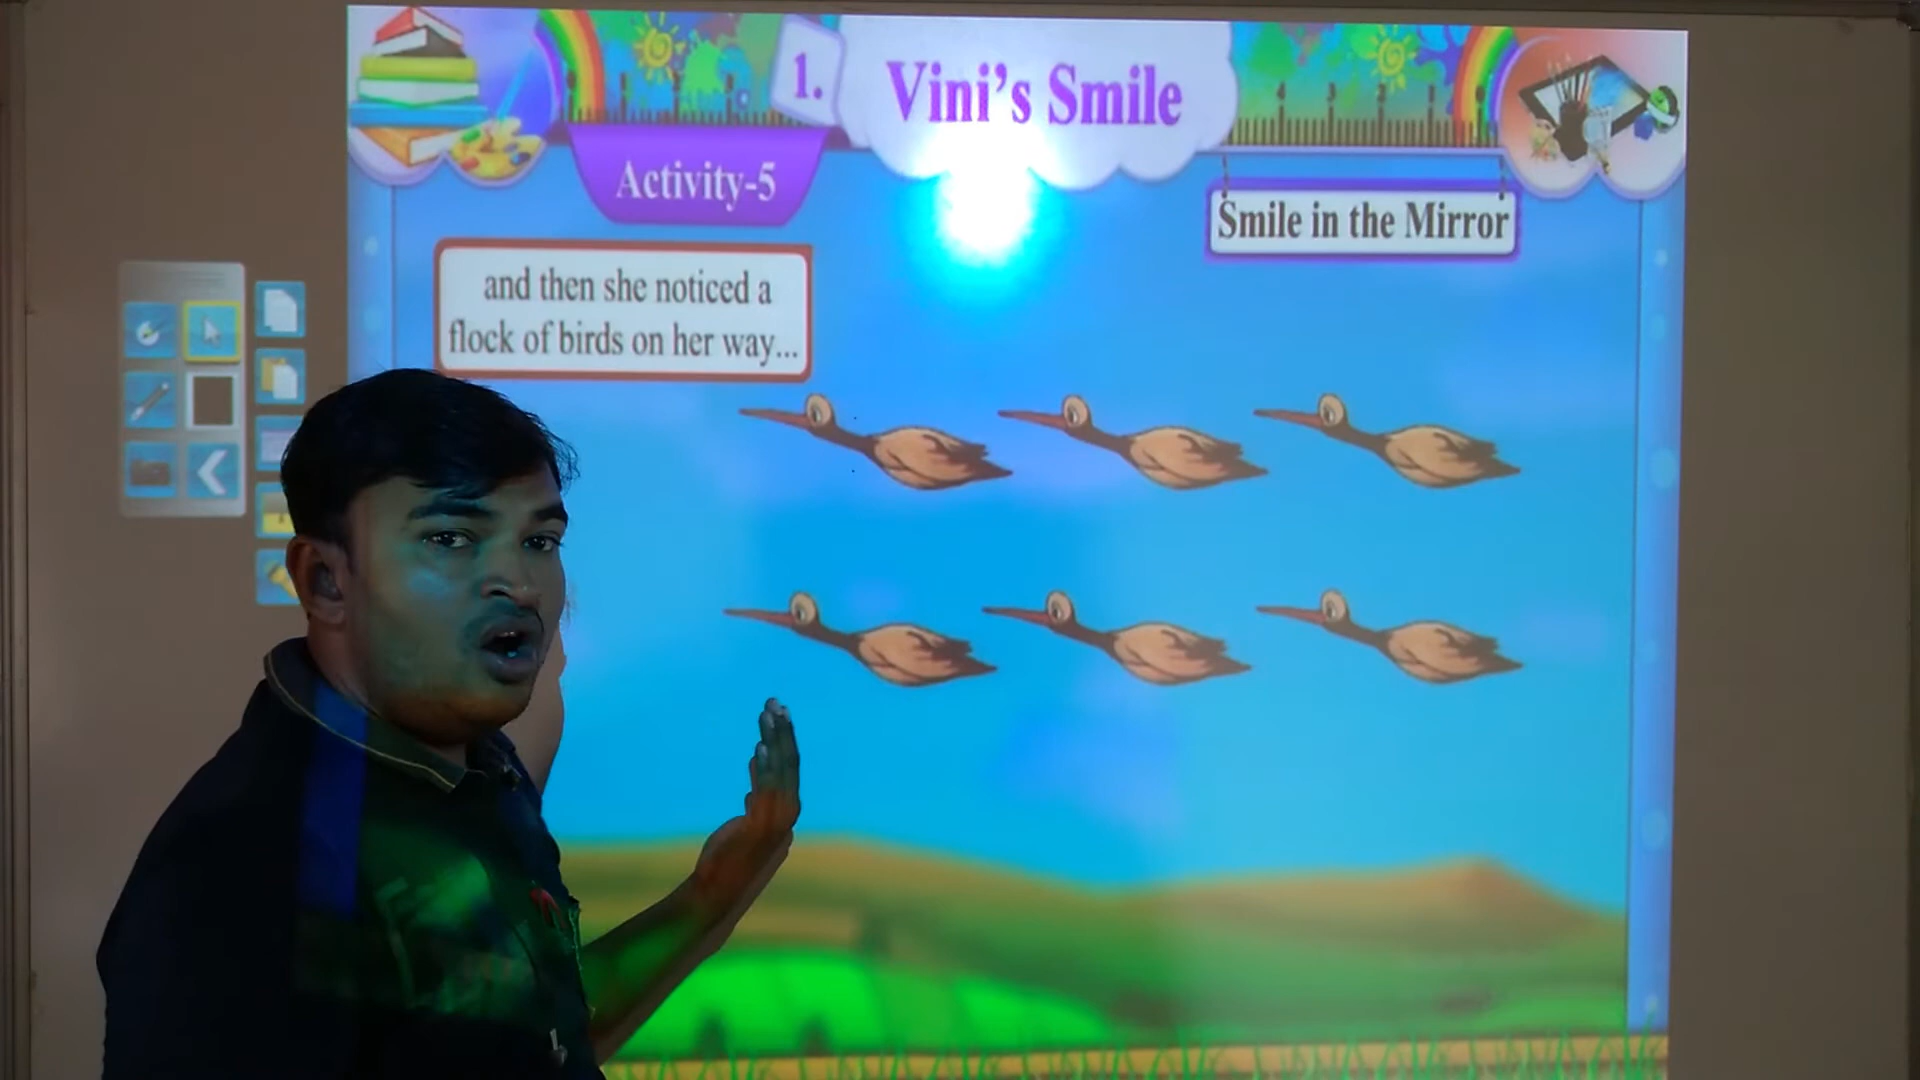 1.
Vini's Smile
Activity-5
Smile in the Mirror
and then she noticed a
flock of birds on her way...